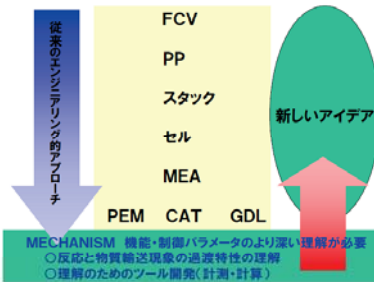 従来のエンジニアリング的アプローチ
FCV
PP
スタック
セル
MEA
PEM CAT GDL
新しいアイデア
MECHANISM 機能・制御パラメータのより深い理解が必要
○反応と物質輸送現象の過渡特性の理解
○理解のためのツール開発(計測・計算)